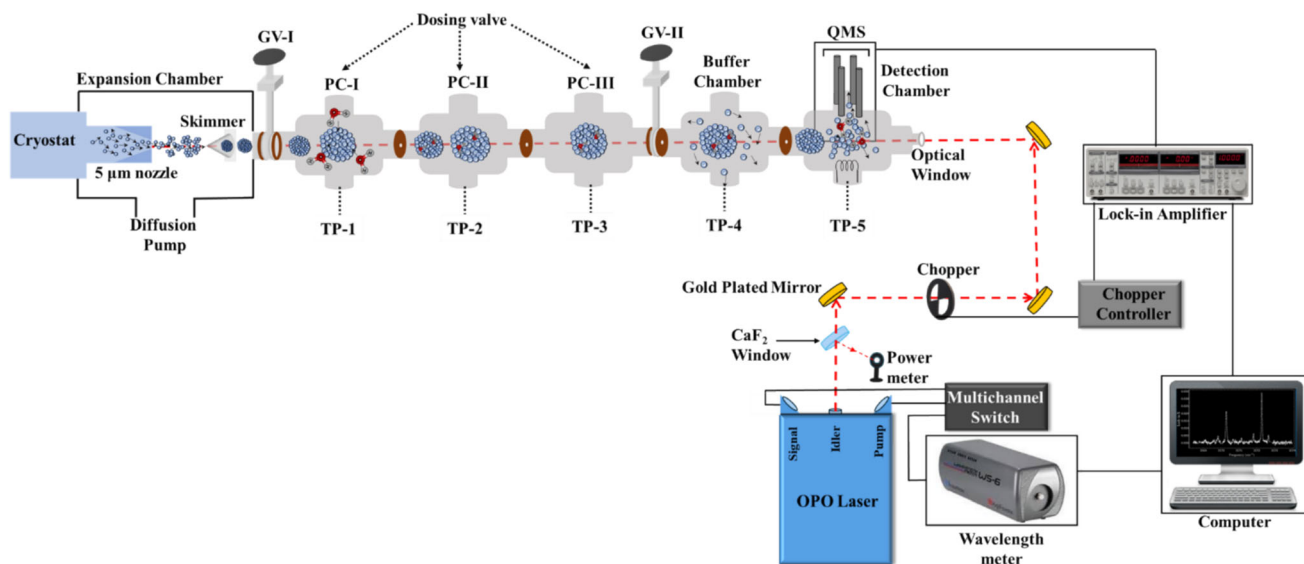 Dosing valve
QMS
GV-I
GV-II
PC-I
PC-II
PC-III
Buffer
Chamber
Detection
Chamber
Expansion Chamber
Skimmer
Cryostat
5 µm nozzle
Optical
Window
Diffusion
Pump
TP-1
TP-2
TP-3
TP-4
TP-5
Lock-in Amplifier
Chopper
Gold Plated Mirror
Chopper
Controller
CaF₂
Window
Power
meter
Multichannel
Switch
Signal
Idler
Pump
OPO Laser
WS-6
Wavelength
meter
Computer